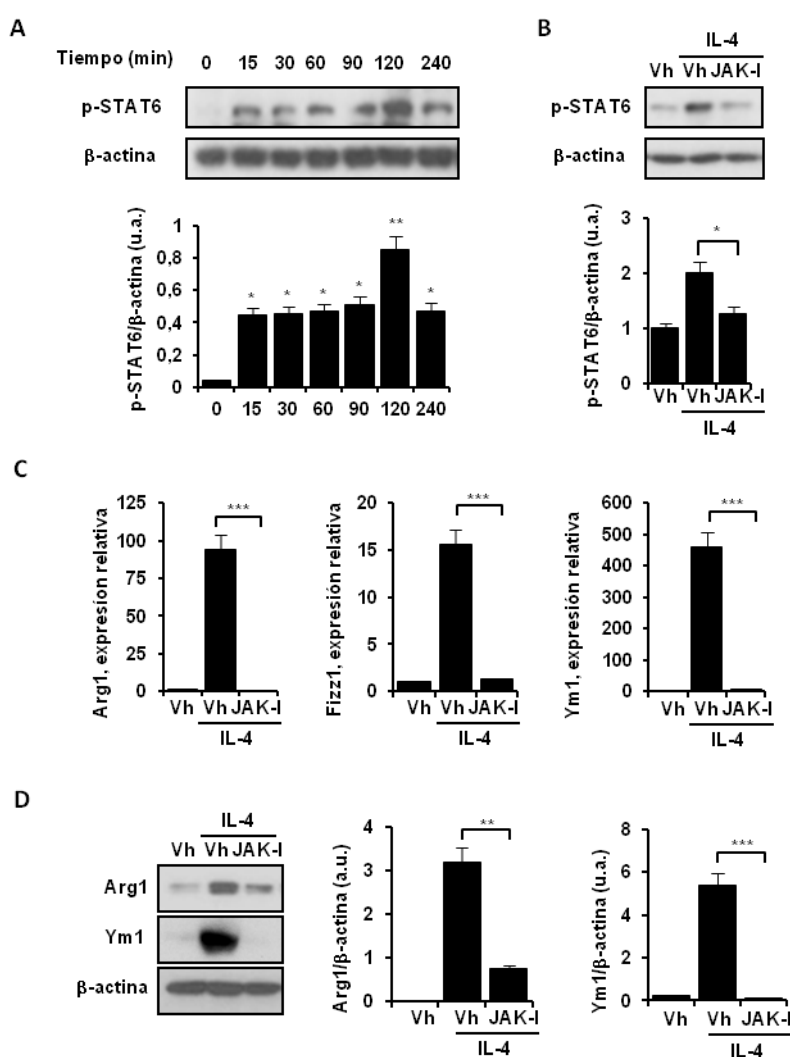 A
Tiempo (min) 0 15 30 60 90 120 240
p-STAT6
β-actina
p-STAT6/β-actina (u.a.)
1
0,8
0,6
0,4
0,2
0
*
*
*
*
**
*
0 15 30 60 90 120 240
B
IL-4
Vh Vh JAK-I
p-STAT6
β-actina
p-STAT6/β-actina (u.a.)
3
2
1
0
*
Vh Vh JAK-I
IL-4
C
Arg1, expresión relativa
125
100
75
50
25
0
***
Vh Vh JAK-I
IL-4
Fizz1, expresión relativa
20
15
10
5
0
***
Vh Vh JAK-I
IL-4
Ym1, expresión relativa
600
500
400
300
200
100
0
***
Vh Vh JAK-I
IL-4
D
IL-4
Vh Vh JAK-I
Arg1
Ym1
β-actina
Arg1/β-actina (a.u.)
4
3
2
1
0
**
Vh Vh JAK-I
IL-4
Ym1/β-actina (u.a.)
8
6
4
2
0
***
Vh Vh JAK-I
IL-4